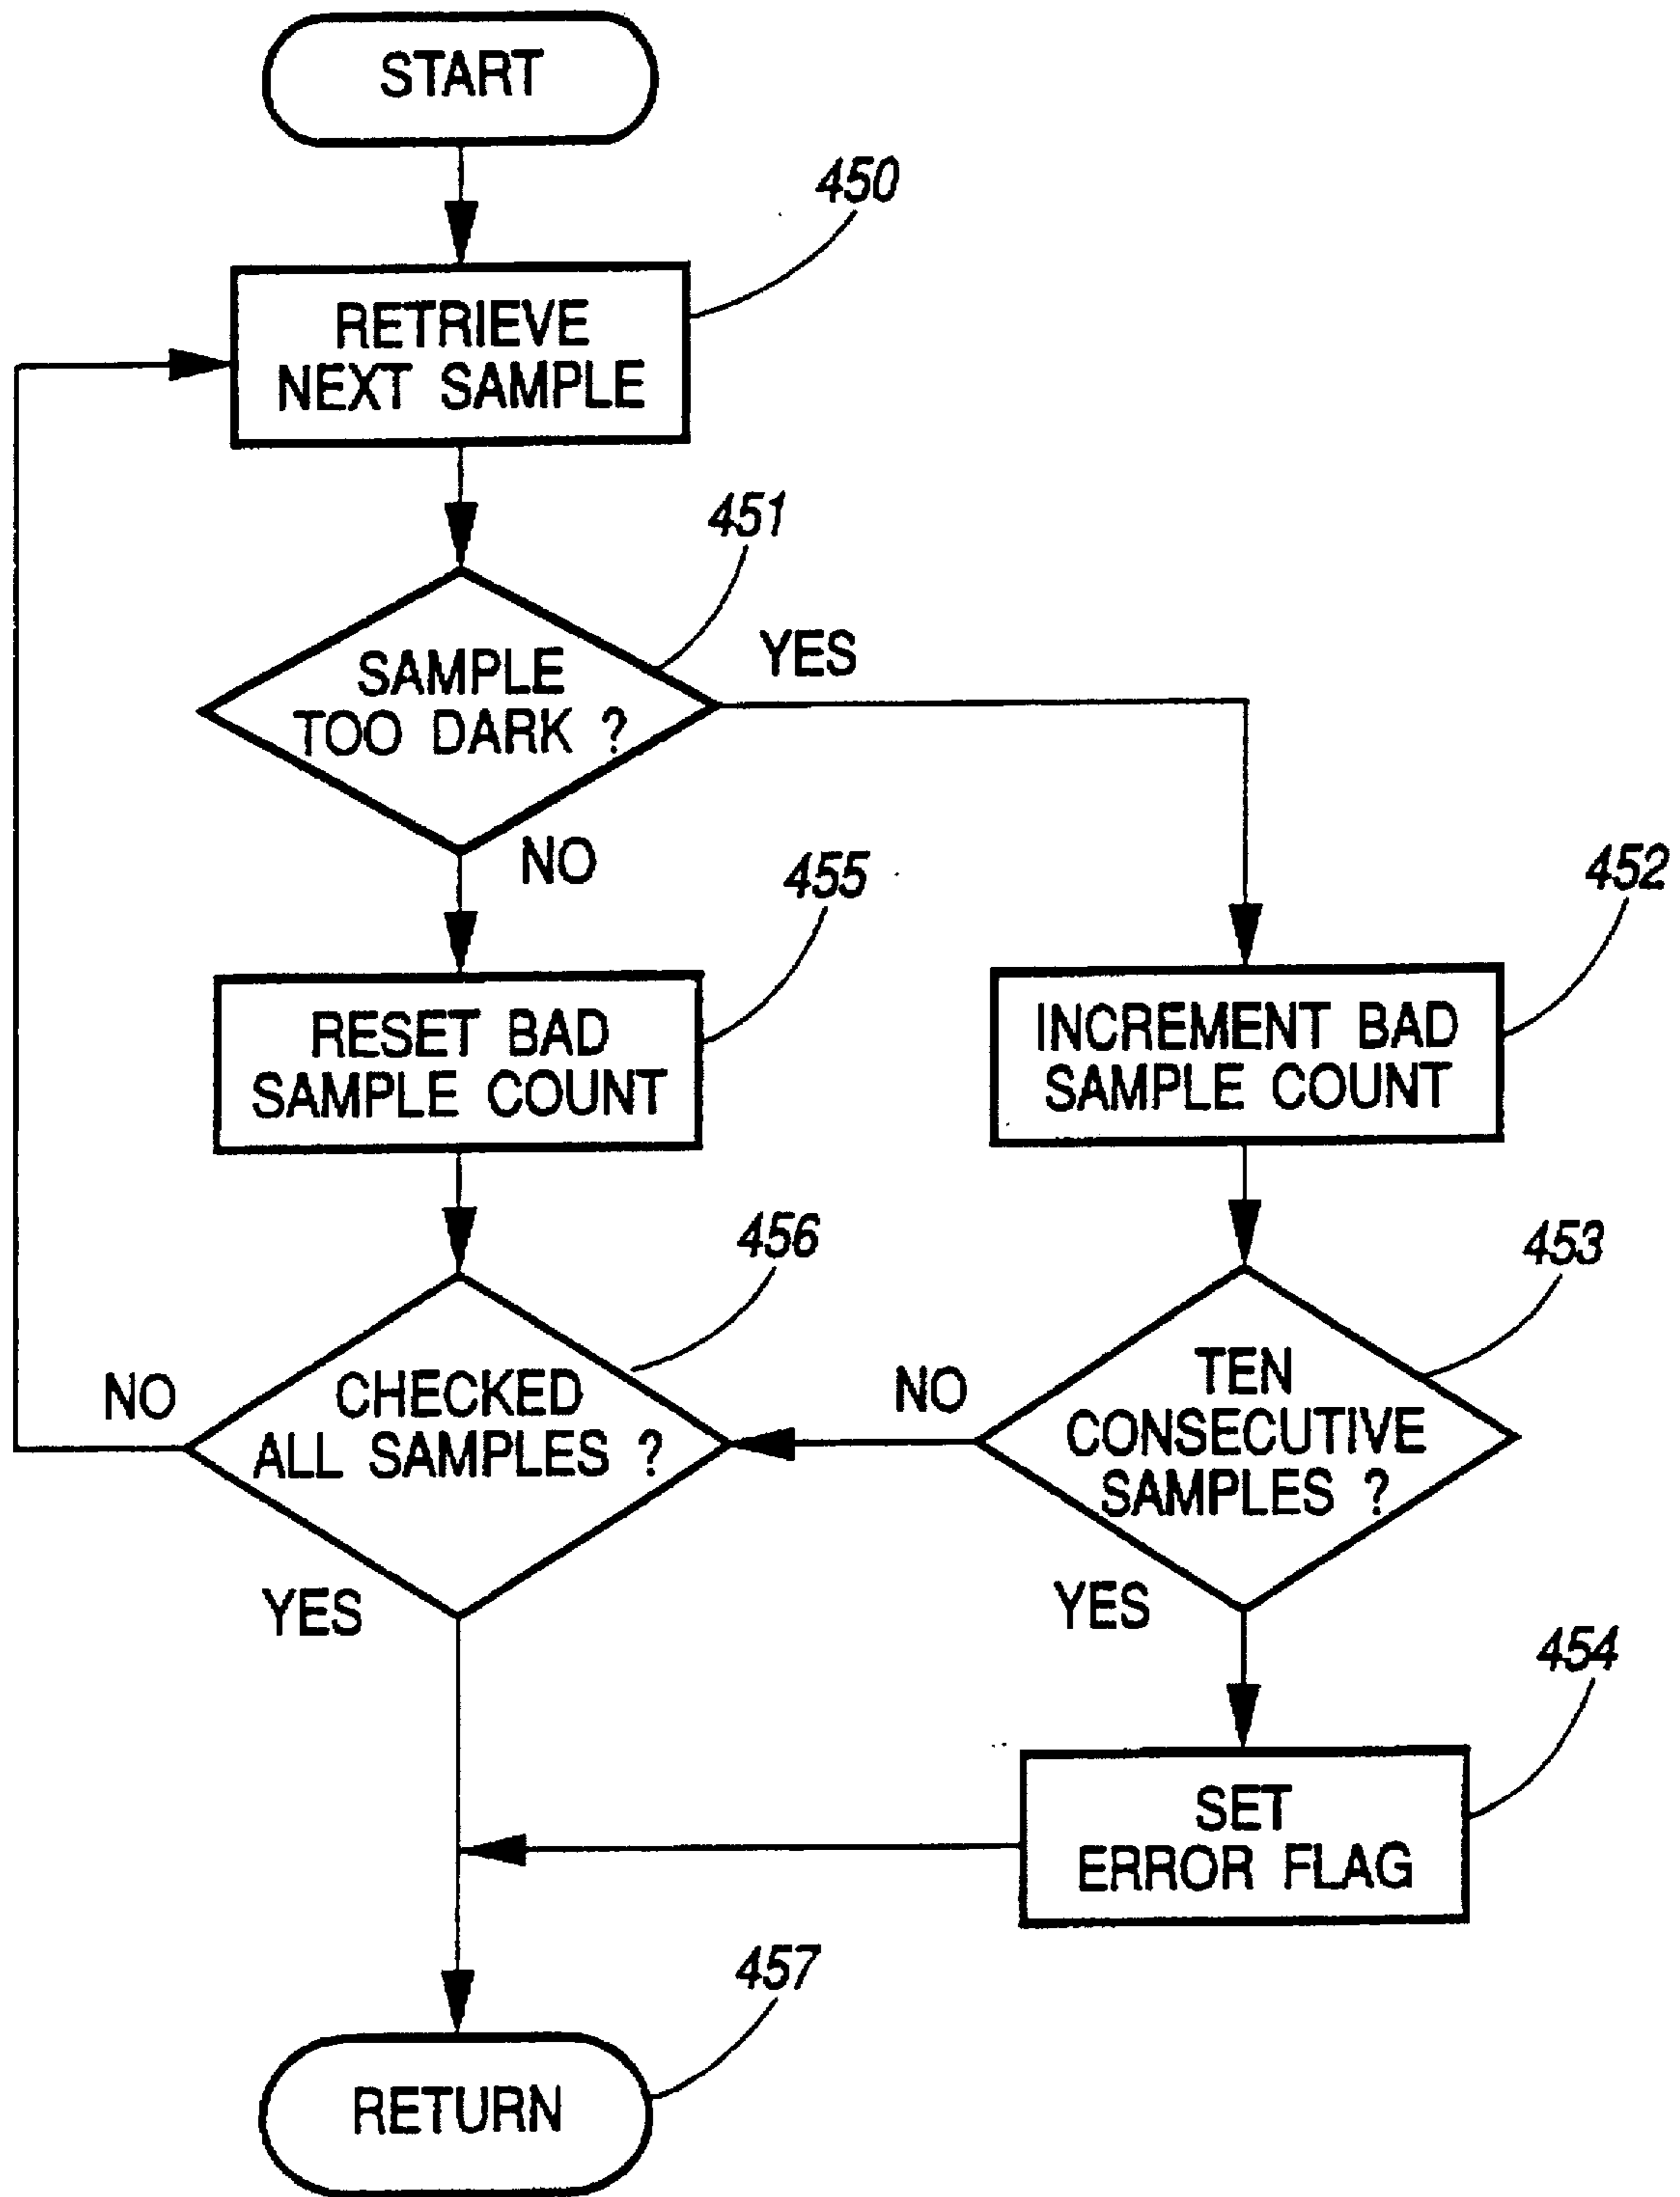 START
450
RETRIEVE
NEXT SAMPLE
451
SAMPLE
TOO DARK ?
YES
NO
455
452
RESET BAD
SAMPLE COUNT
INCREMENT BAD
SAMPLE COUNT
456
453
NO
CHECKED
ALL SAMPLES ?
NO
TEN
CONSECUTIVE
SAMPLES ?
YES
YES
454
SET
ERROR FLAG
457
RETURN